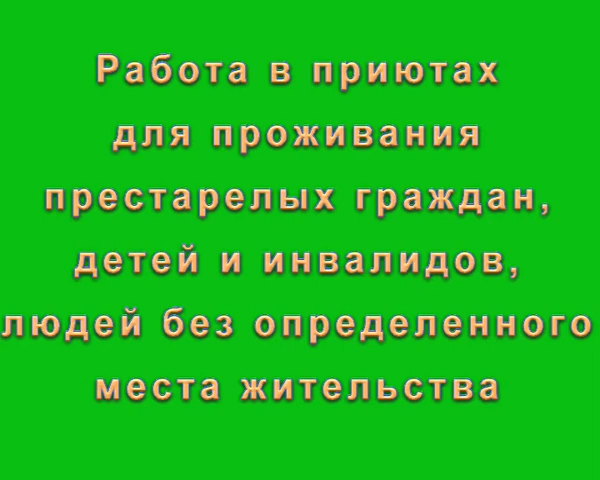 Работа в приютах
для проживания
престарелых граждан,
детей и инвалидов,
людей без определенного
места жительства